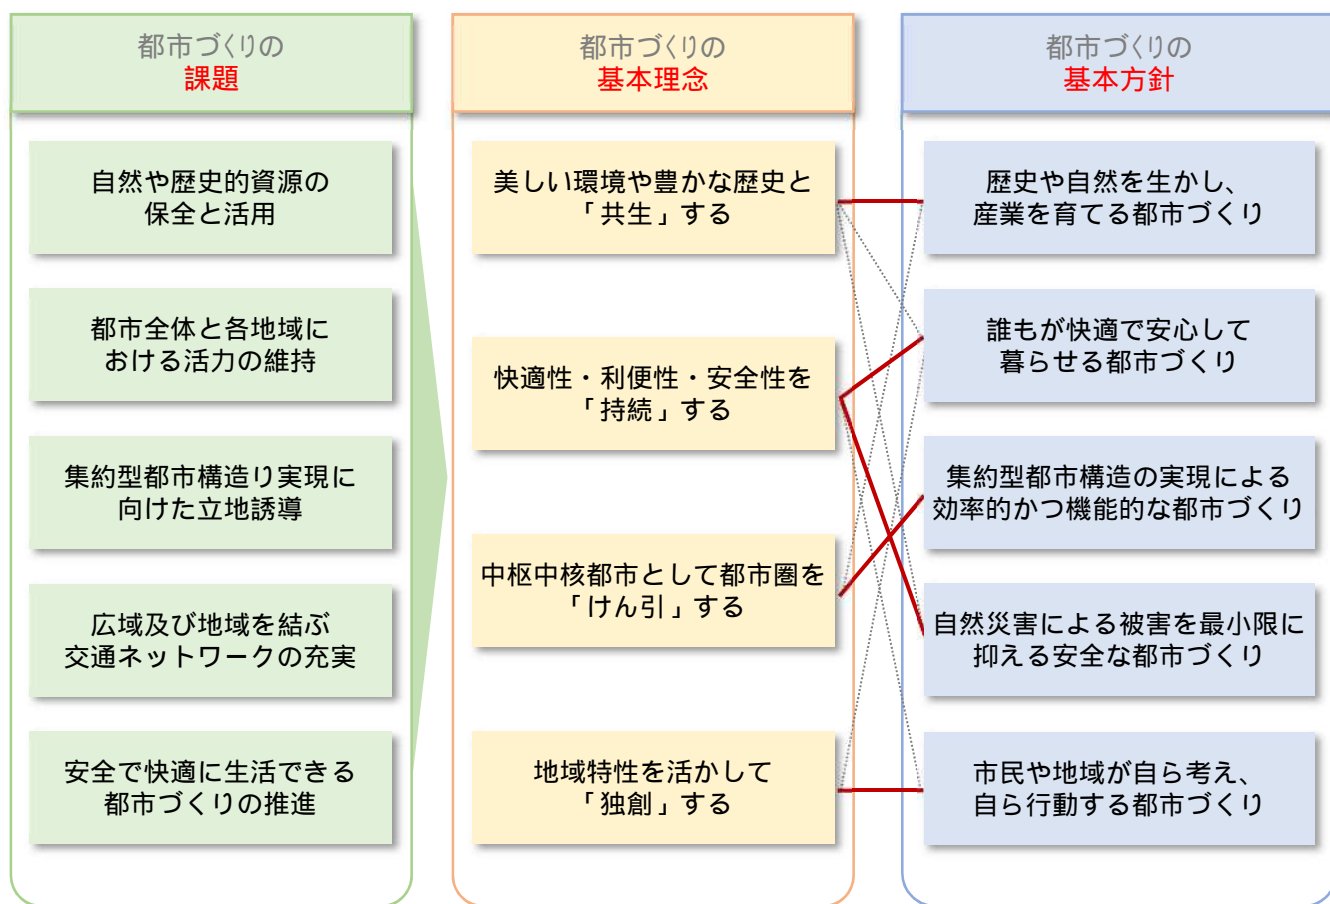 都市づくりの
課題
自然や歴史的資源の
保全と活用
都市全体と各地域に
おける活力の維持
集約型都市構造り実現に
向けた立地誘導
広域及び地域を結ぶ
交通ネットワークの充実
安全で快適に生活できる
都市づくりの推進
都市づくりの
基本理念
美しい環境や豊かな歴史と
「共生」する
快適性・利便性・安全性を
「持続」する
中枢中核都市として都市圏を
「けん引」する
地域特性を活かして
「独創」する
都市づくりの
基本方針
歴史や自然を生かし、
産業を育てる都市づくり
誰もが快適で安心して
暮らせる都市づくり
集約型都市構造の実現による
効率的かつ機能的な都市づくり
自然災害による被害を最小限に
抑える安全な都市づくり
市民や地域が自ら考え、
自ら行動する都市づくり